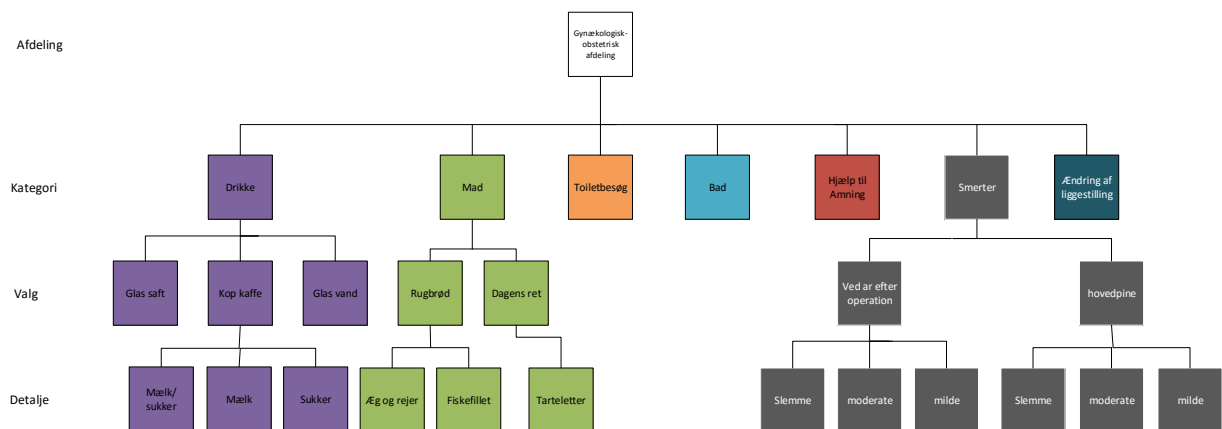 Afdeling
Gynækologisk-
obstetrisk
afdeling
Kategori
Drikke
Mad
Toiletbesøg
Bad
Hjælp til
Amning
Smerter
Ændring af
liggestilling
Valg
Glas saft
Kop kaffe
Glas vand
Rugbrød
Dagens ret
Ved ar efter
operation
hovedpine
Detalje
Mælk/
sukker
Mælk
Sukker
Æg og rejer
Fiskefillet
Tarteletter
Slemme
moderate
milde
Slemme
moderate
milde